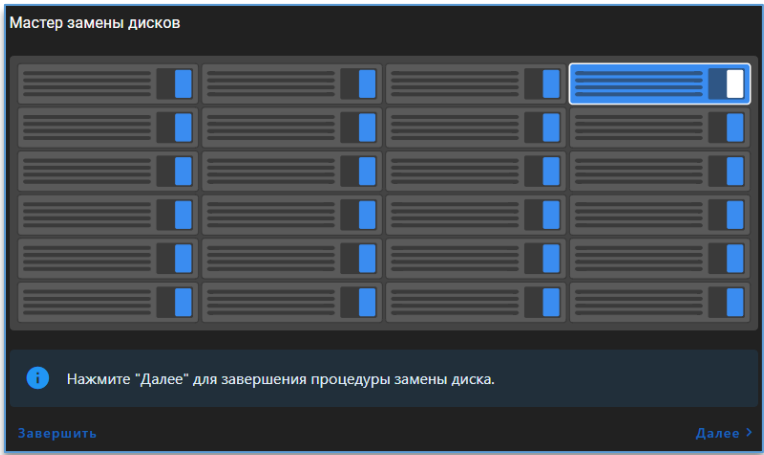 Мастер замены дисков
Нажмите "Далее" для завершения процедуры замены диска.
Завершить
Далее